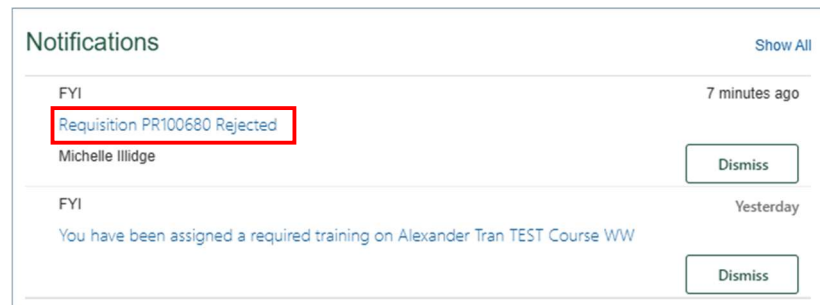 Notifications
Show All
FYI
7 minutes ago
Requisition PR100680 Rejected
Michelle Illidge
Dismiss
FYI
Yesterday
You have been assigned a required training on Alexander Tran TEST Course WW
Dismiss